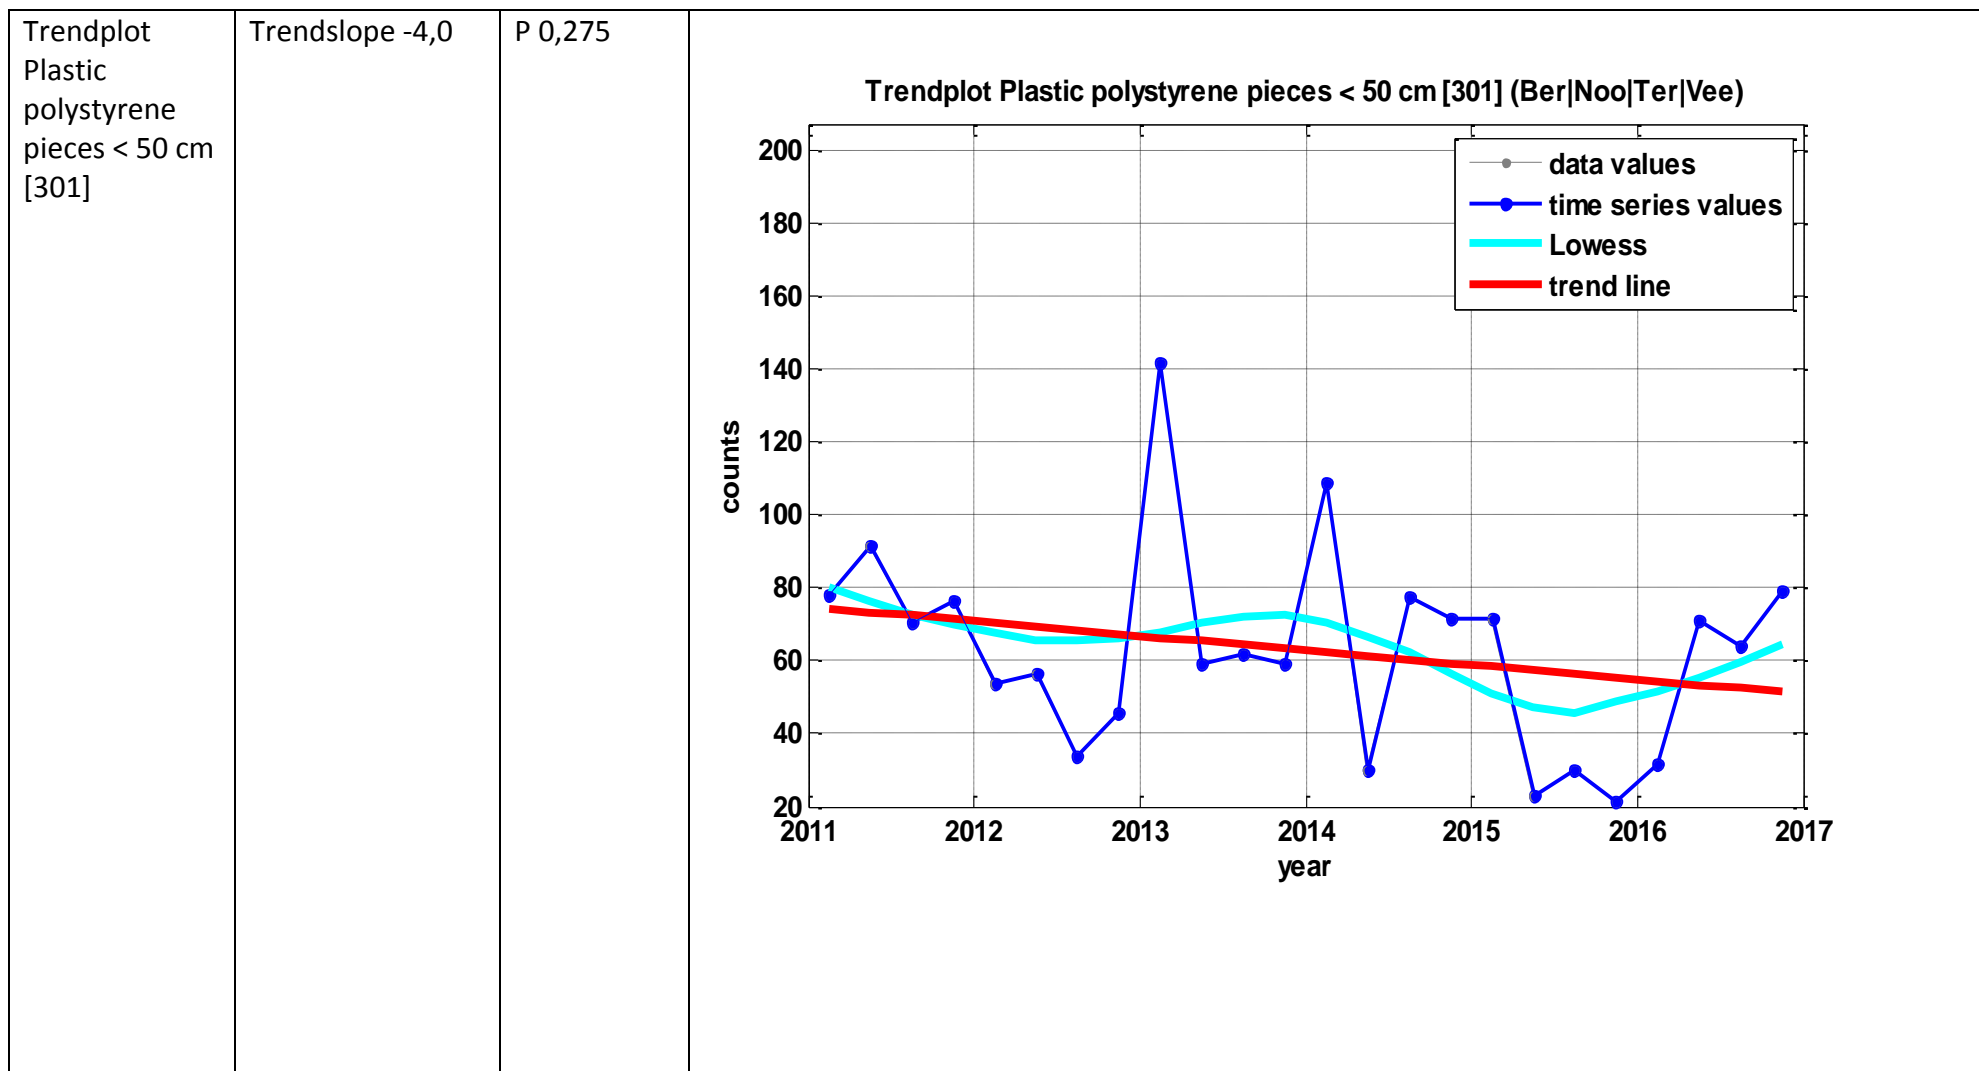 Trendplot
Plastic
polystyrene
pieces < 50 cm
[301]
Trendslope -4,0
P 0,275
Trendplot Plastic polystyrene pieces < 50 cm [301] (Ber|Noo|Ter|Vee)
data values
time series values
Lowess
trend line
counts
200
180
160
140
120
100
80
60
40
20
2011 2012 2013 2014 2015 2016 2017
year